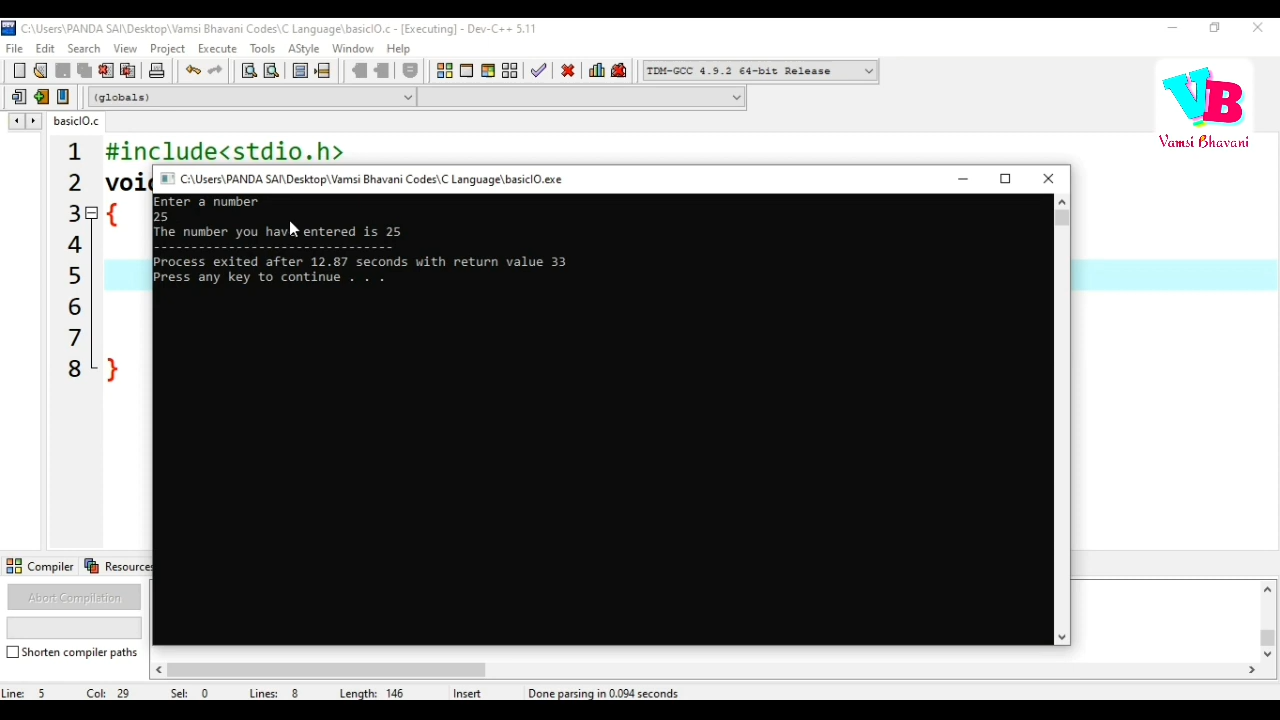 C:\Users\PANDA SAI\Desktop\Vamsi Bhavani Codes\C Language\basicIO.c - [Executing] - Dev-C++ 5.11
File Edit Search View Project Execute Tools AStyle Window Help
TDM-GCC 4.9.2 64-bit Release
(globals)
basicIO.c
VB
Vamsi Bhavani
1 #include<stdio.h>
2 voi
3 {
4
5
6
7
8 }
C:\Users\PANDA SAI\Desktop\Vamsi Bhavani Codes\C Language\basicIO.exe
Enter a number
25
The number you have entered is 25
--------------------------------
Process exited after 12.87 seconds with return value 33
Press any key to continue . . .
Compiler Resources
Abort Compilation
Shorten compiler paths
Line: 5 Col: 29 Sel: 0 Lines: 8 Length: 146 Insert Done parsing in 0.094 seconds